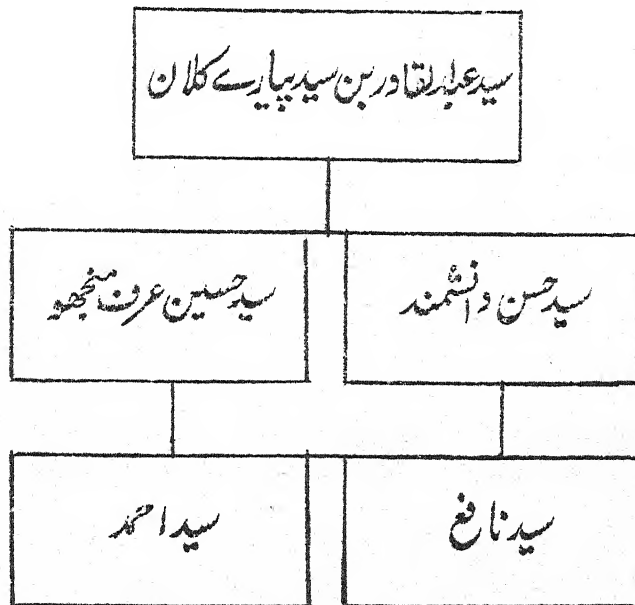 سید عبدالقادر بن سید پیارے کلان
سید حسن دانشمند
سید حسین عرف منجھو
سید نافع
سید احمد